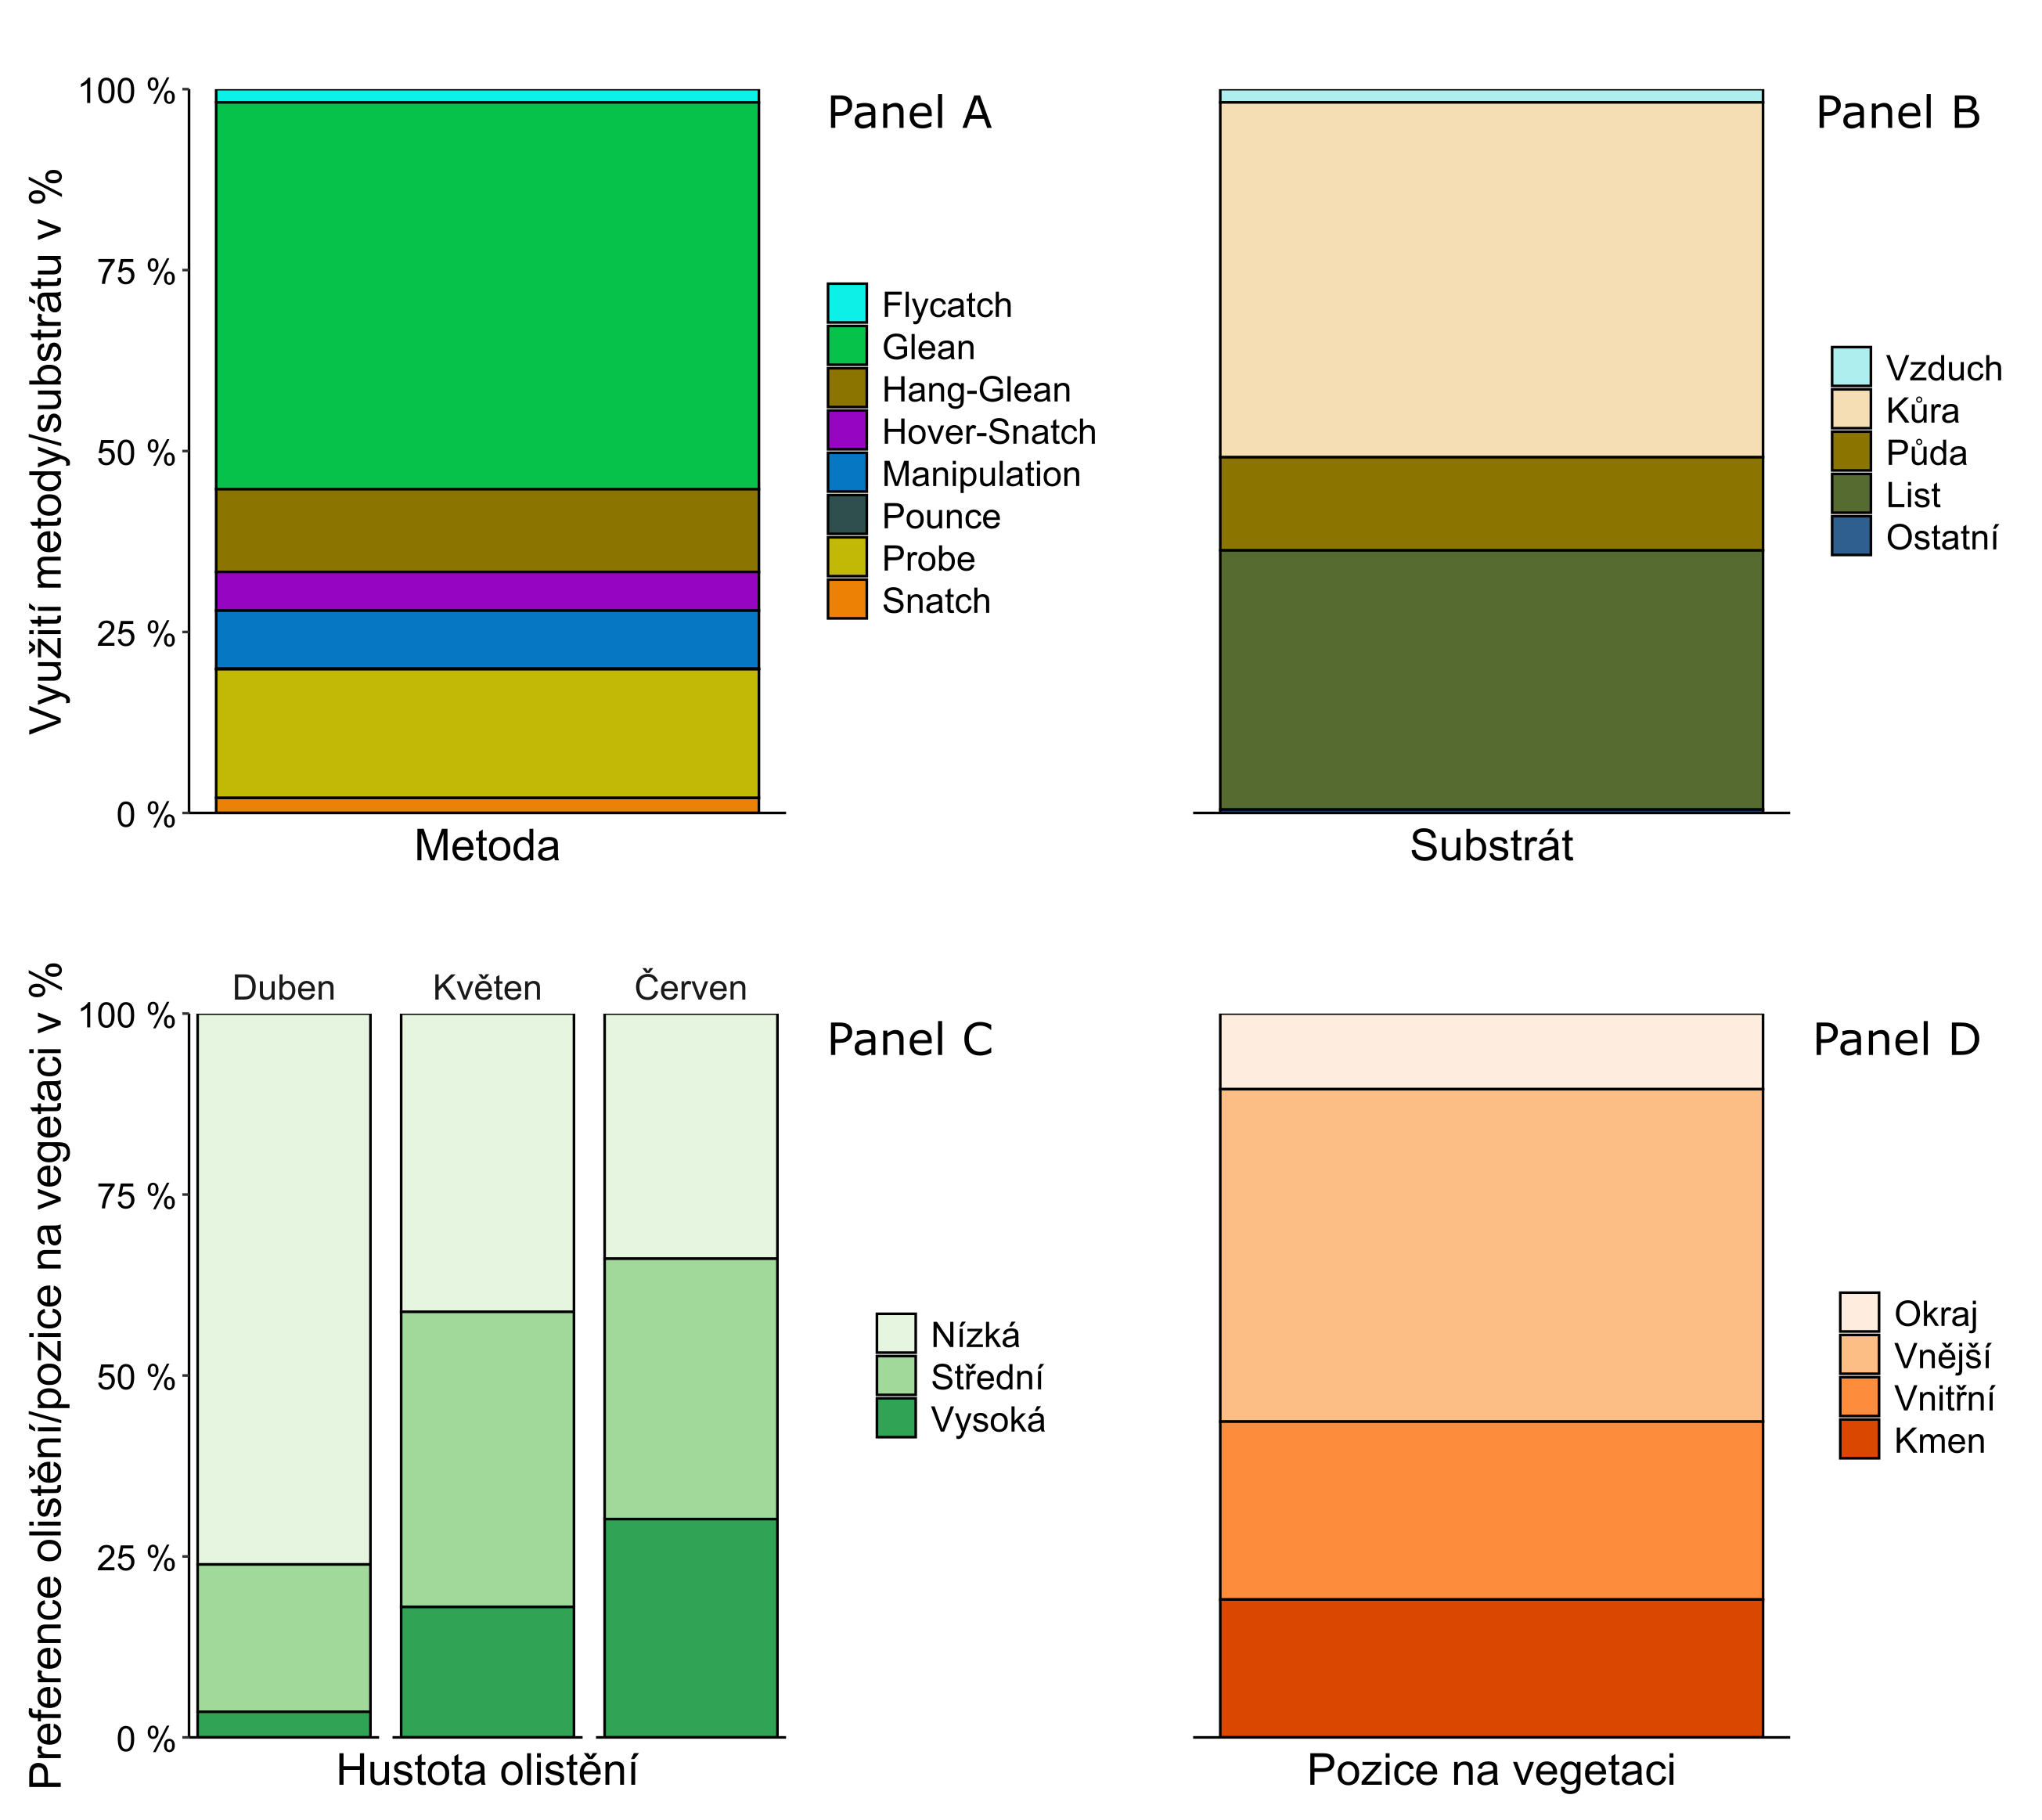 Panel A
Využití metody/substrátu v %
100 %
75 %
50 %
25 %
0 %
Metoda
Flycatch
Glean
Hang-Glean
Hover-Snatch
Manipulation
Pounce
Probe
Snatch
Panel B
Substrát
Vzduch
Kůra
Půda
List
Ostatní
Panel C
Preference olistění/pozice na vegetaci v %
Duben
Květen
Červen
100 %
75 %
50 %
25 %
0 %
Hustota olistění
Nízká
Střední
Vysoká
Panel D
Pozice na vegetaci
Okraj
Vnější
Vnitřní
Kmen